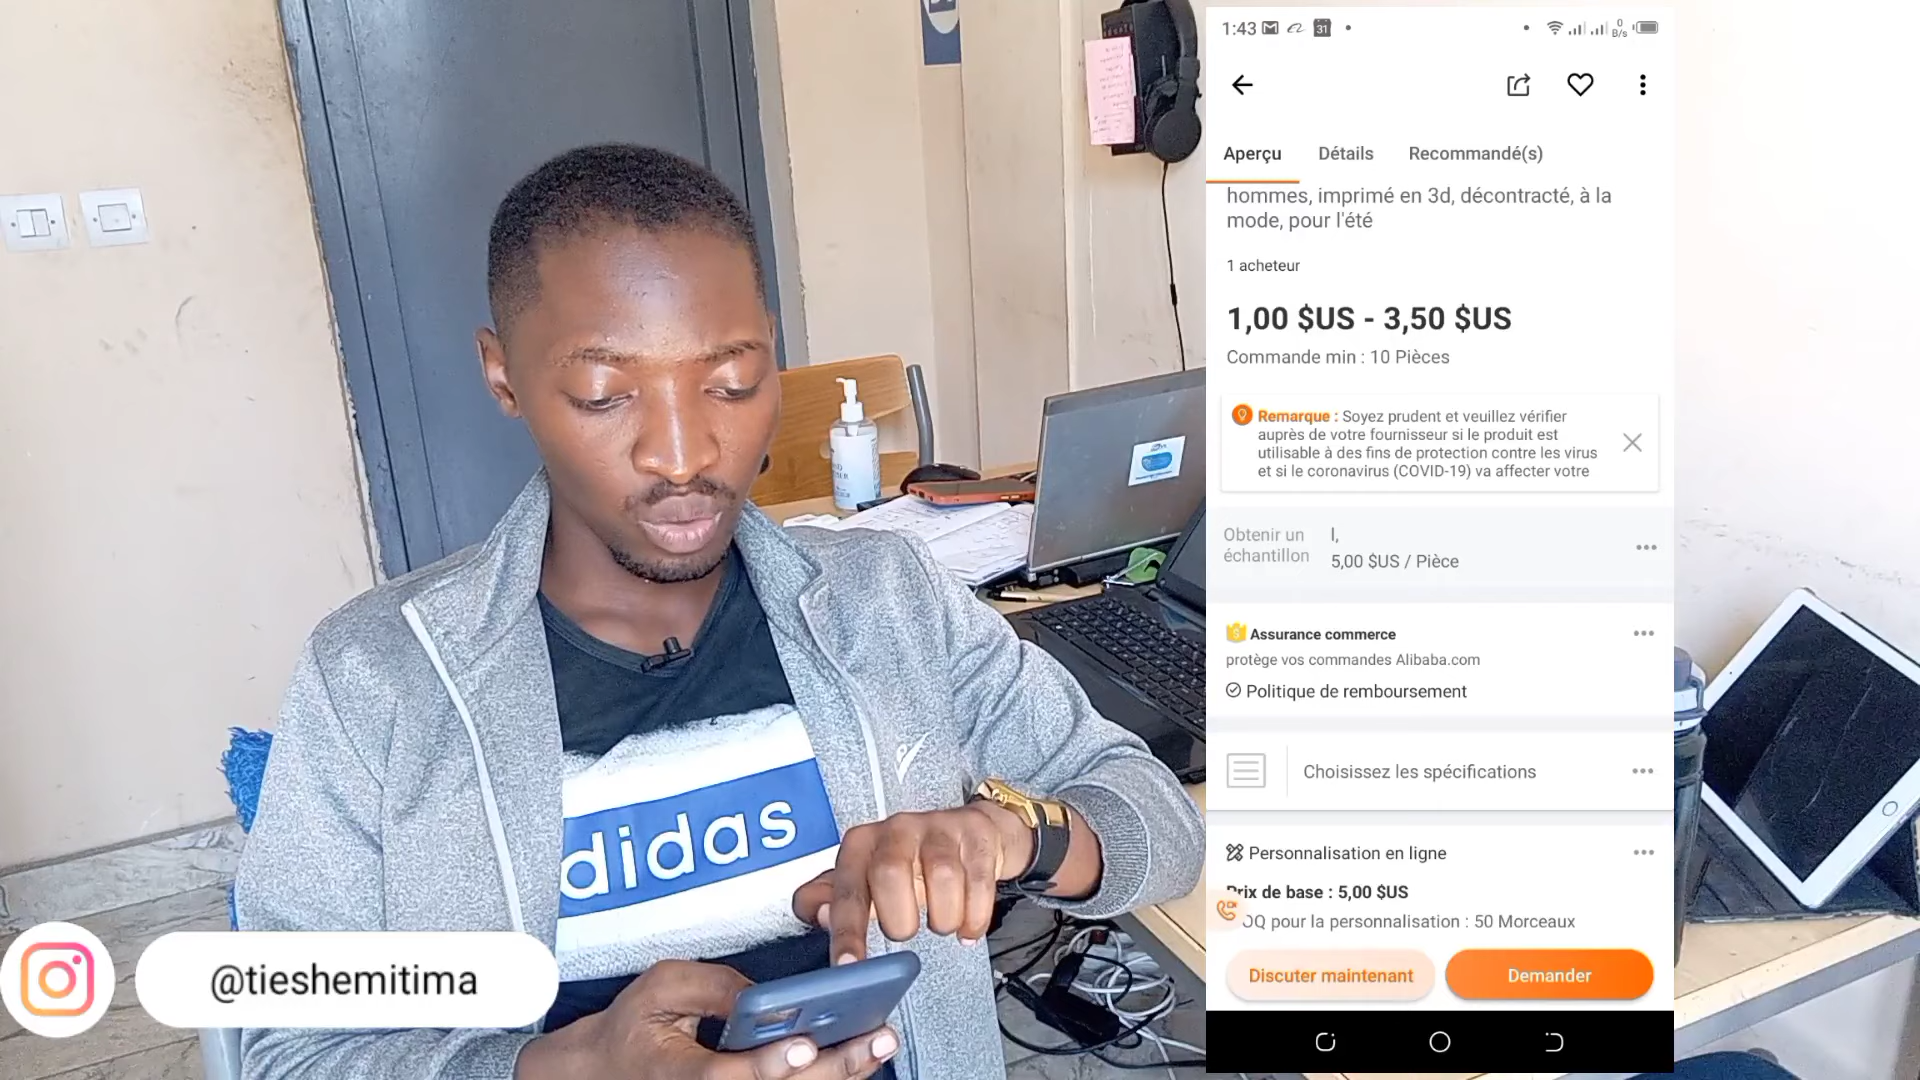 1:43
31
0
B/s
Aperçu
Détails
Recommandé(s)
hommes, imprimé en 3d, décontracté, à la
mode, pour l'été
1 acheteur
1,00 $US - 3,50 $US
Commande min : 10 Pièces
Remarque : Soyez prudent et veuillez vérifier
auprès de votre fournisseur si le produit est
utilisable à des fins de protection contre les virus
et si le coronavirus (COVID-19) va affecter votre
Obtenir un
échantillon
l,
5,00 $US / Pièce
Assurance commerce
protège vos commandes Alibaba.com
Politique de remboursement
Choisissez les spécifications
Personnalisation en ligne
Prix de base : 5,00 $US
OQ pour la personnalisation : 50 Morceaux
Discuter maintenant
Demander
didas
@tieshemitima